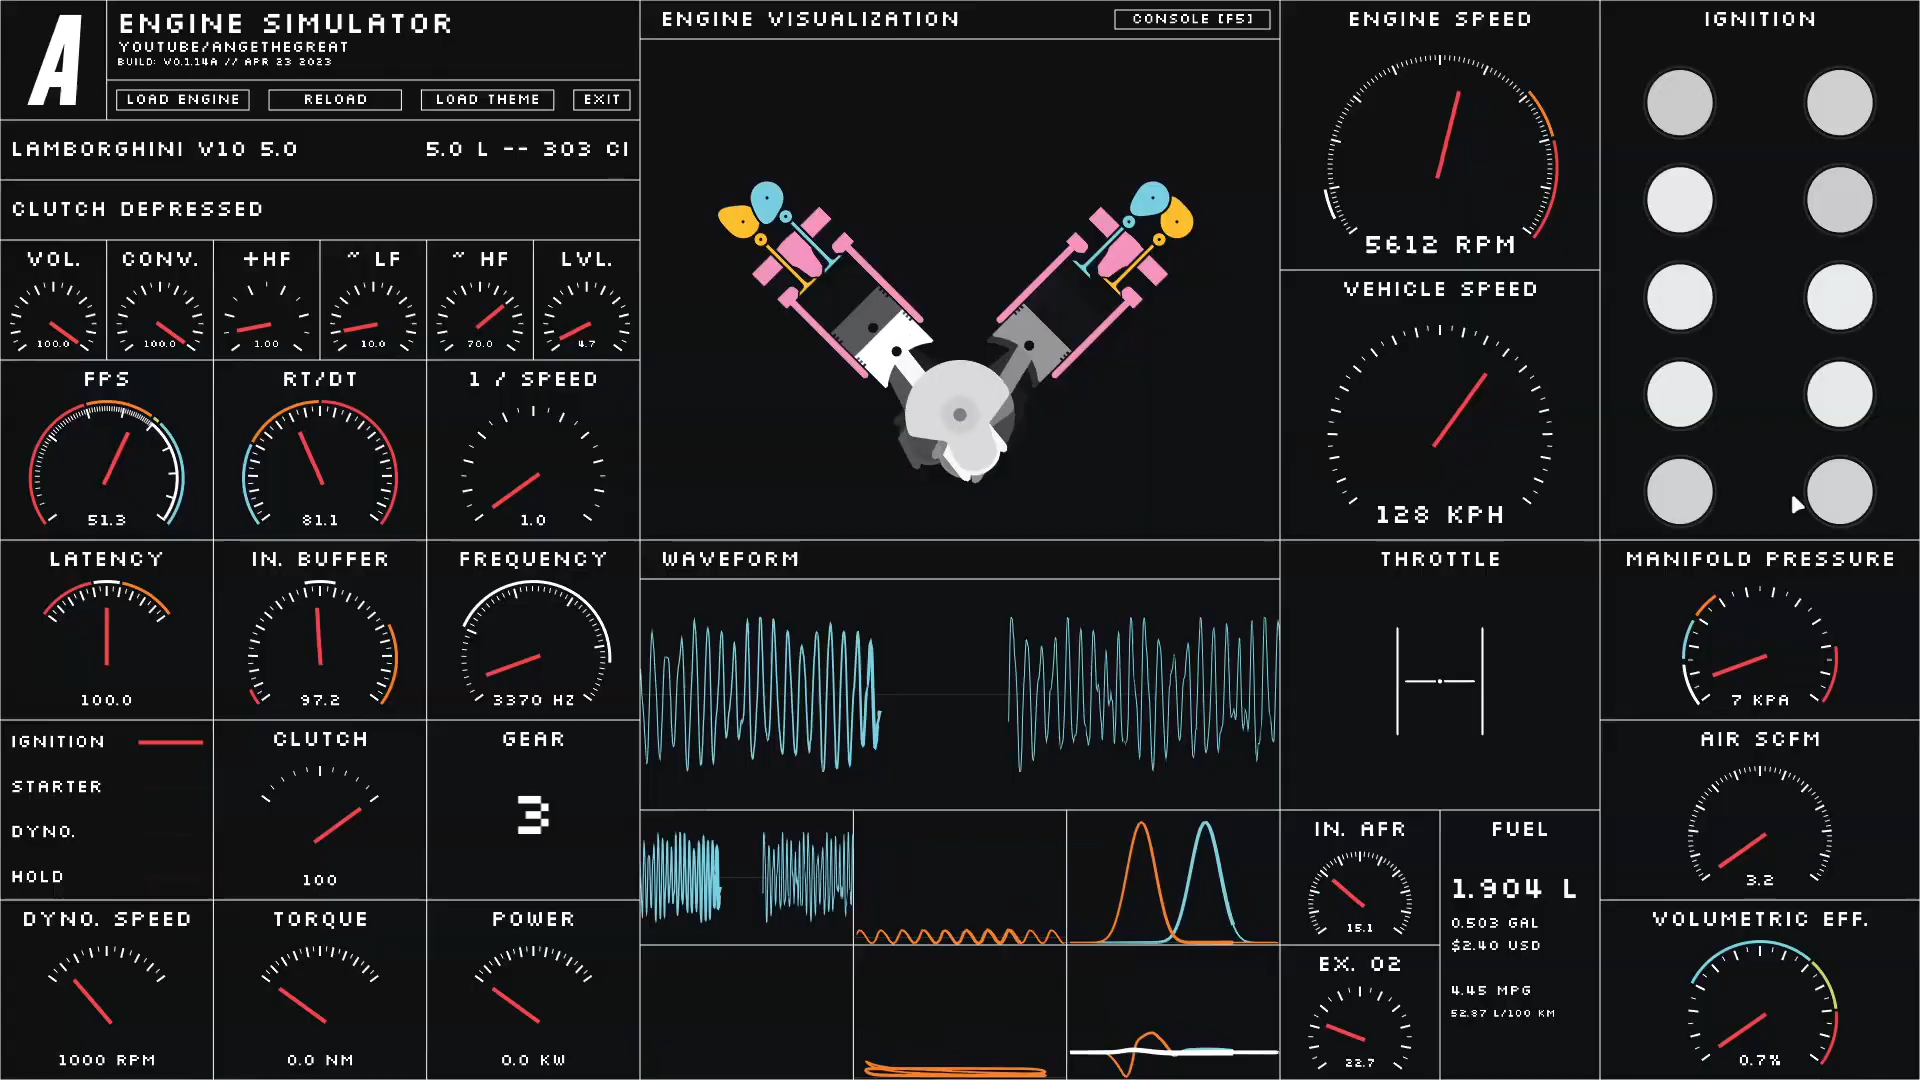 A
ENGINE SIMULATOR
YOUTUBE/ANGETHEGREAT
BUILD: V0.1.14A // APR 23 2023
LOAD ENGINE
RELOAD
LOAD THEME
EXIT
LAMBORGHINI V10 5.0
5.0 L -- 303 CI
CLUTCH DEPRESSED
VOL.
100.0
CONV.
100.0
+HF
1.00
~ LF
10.0
~ HF
70.0
LVL.
4.7
FPS
51.3
RT/DT
81.1
1 / SPEED
1.0
LATENCY
100.0
IN. BUFFER
97.2
FREQUENCY
3370 HZ
IGNITION
STARTER
DYNO.
HOLD
CLUTCH
100
GEAR
3
DYNO. SPEED
1000 RPM
TORQUE
0.0 NM
POWER
0.0 KW
ENGINE VISUALIZATION
CONSOLE [F5]
WAVEFORM
ENGINE SPEED
5612 RPM
VEHICLE SPEED
128 KPH
THROTTLE
IN. AFR
15.1
EX. O2
22.7
FUEL
1.904 L
0.503 GAL
$2.40 USD
4.45 MPG
52.87 L/100 KM
IGNITION
MANIFOLD PRESSURE
7 KPA
AIR SCFM
3.2
VOLUMETRIC EFF.
0.7%